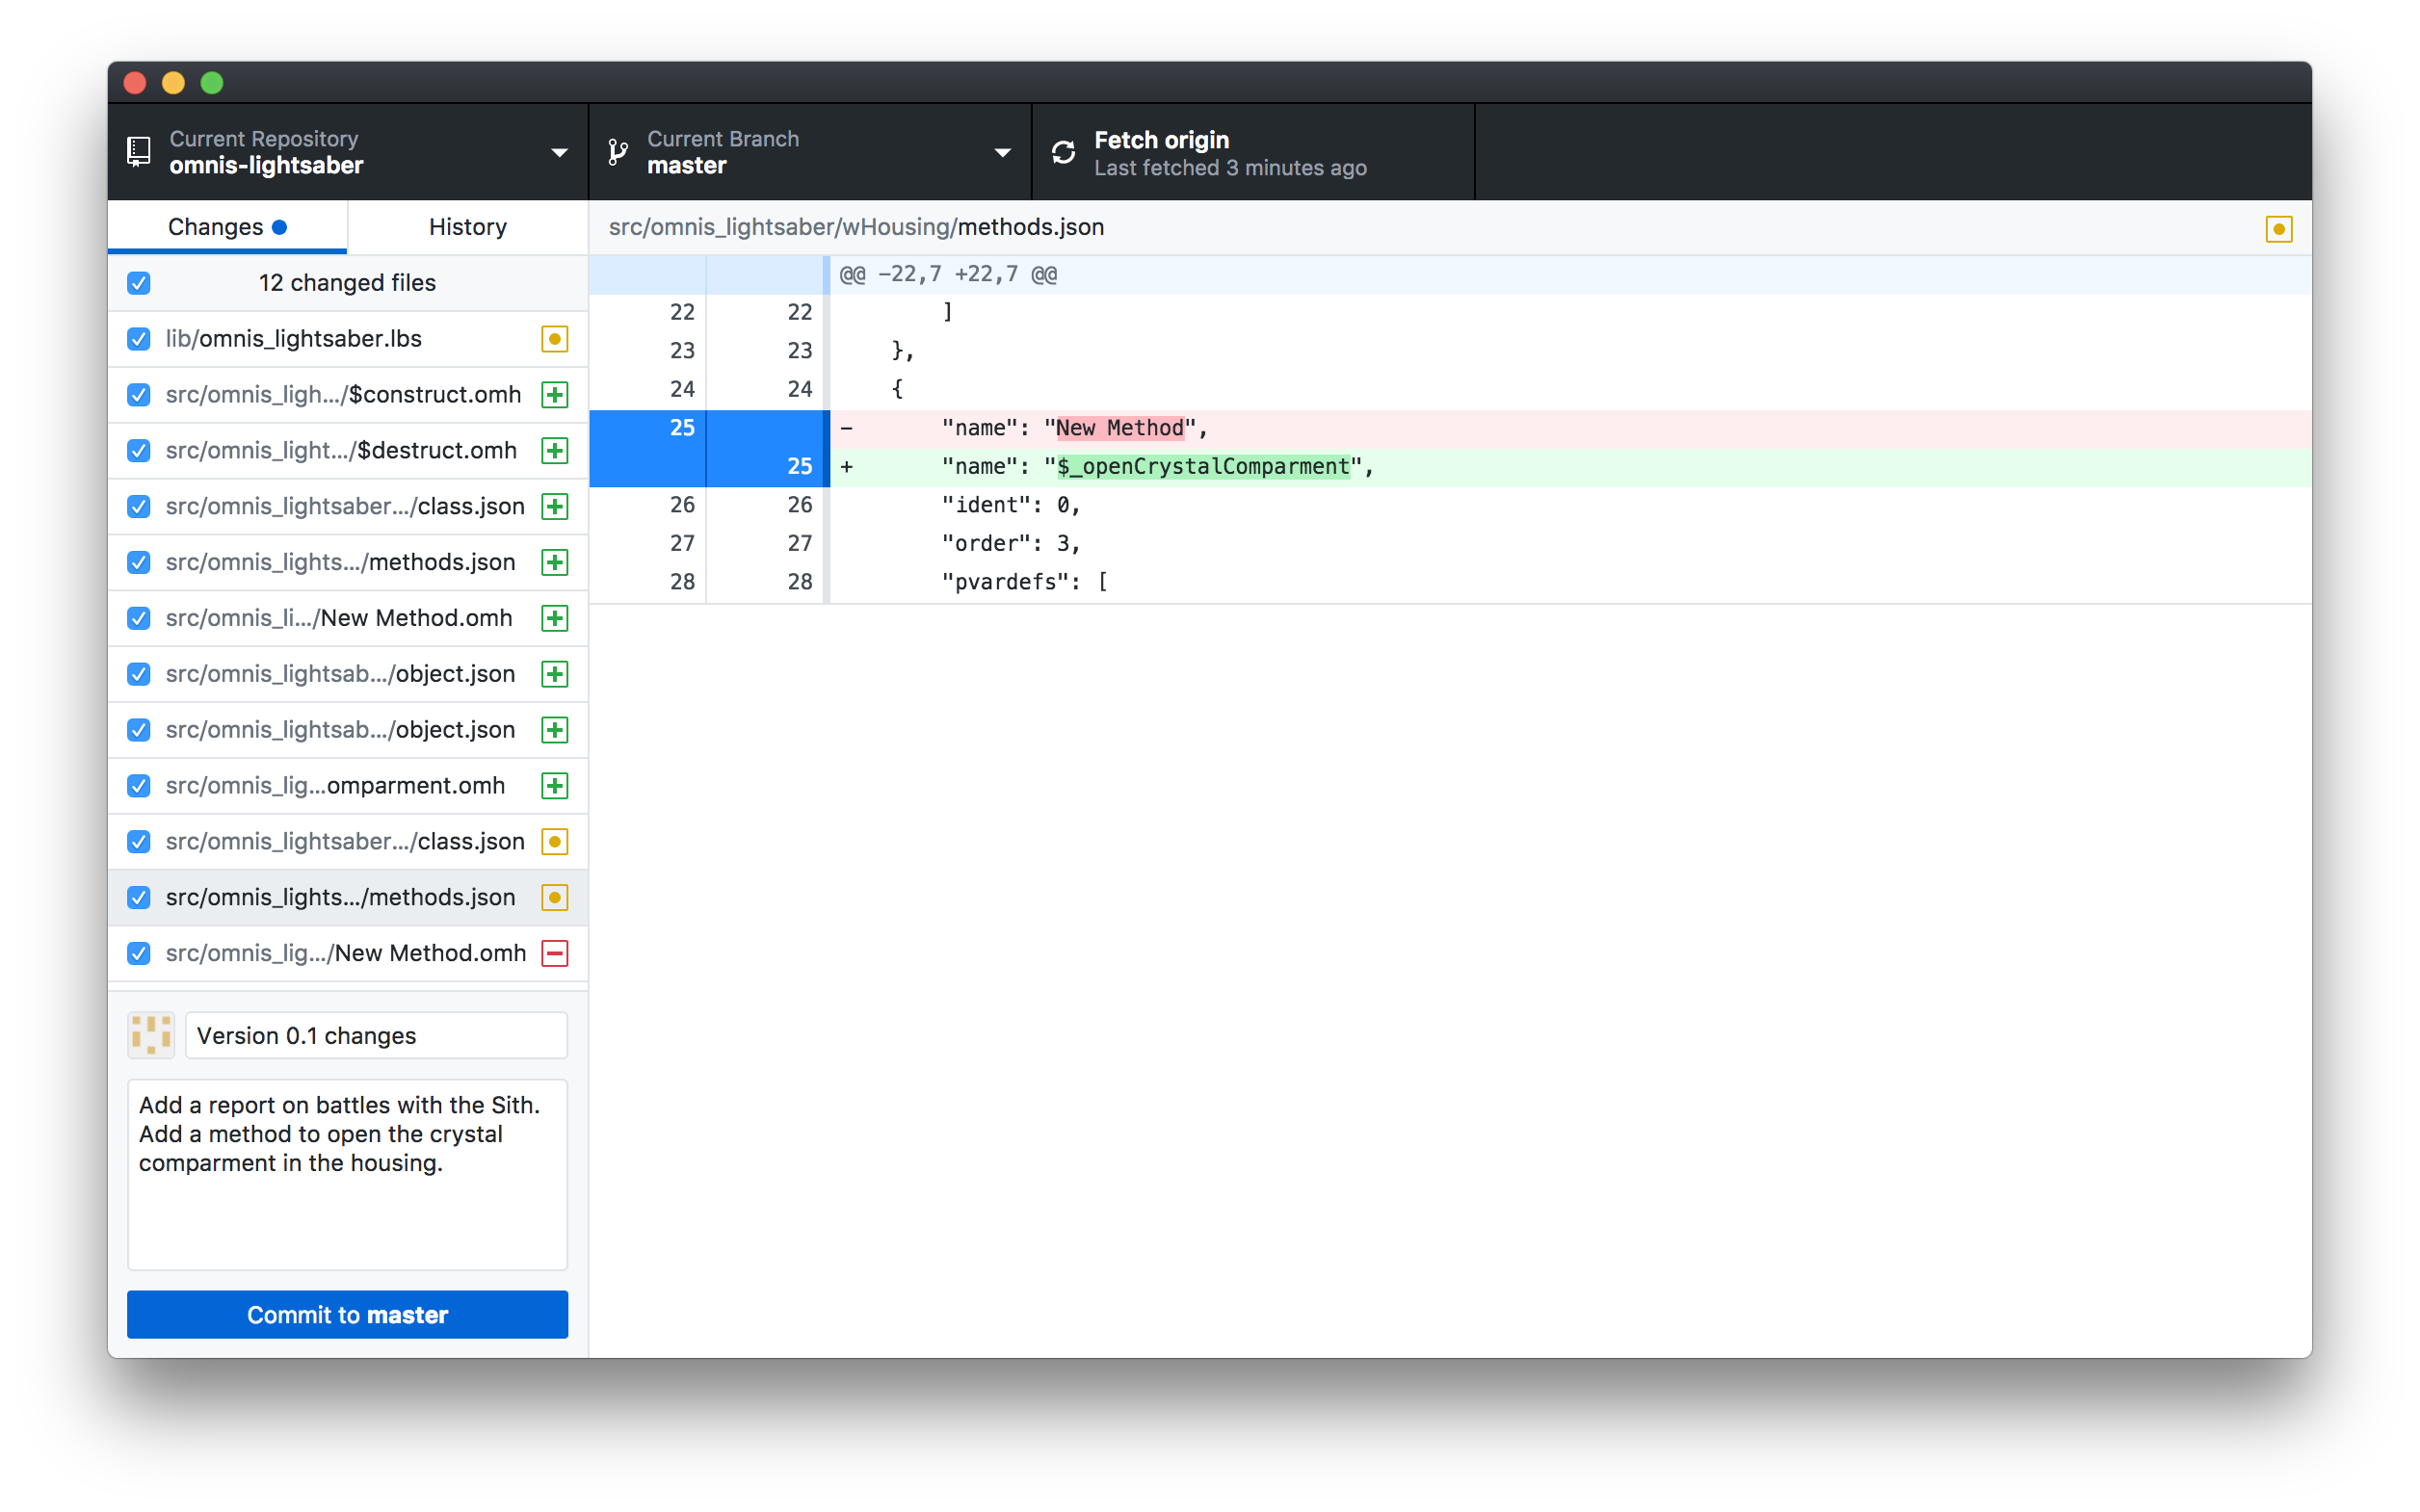 Current Repository
omnis-lightsaber
Current Branch
master
Fetch origin
Last fetched 3 minutes ago
Changes
History
src/omnis_lightsaber/wHousing/methods.json
12 changed files
lib/omnis_lightsaber.lbs
src/omnis_ligh.../$construct.omh
src/omnis_light.../$destruct.omh
src/omnis_lightsaber.../class.json
src/omnis_lights.../methods.json
src/omnis_li.../New Method.omh
src/omnis_lightsab.../object.json
src/omnis_lightsab.../object.json
src/omnis_lig...omparment.omh
src/omnis_lightsaber.../class.json
src/omnis_lights.../methods.json
src/omnis_lig.../New Method.omh
Version 0.1 changes
Add a report on battles with the Sith.
Add a method to open the crystal
comparment in the housing.
Commit to master
@@ -22,7 +22,7 @@
22 22 ]
23 23 },
24 24 {
25 - "name": "New Method",
25 + "name": "$_openCrystalComparment",
26 26 "ident": 0,
27 27 "order": 3,
28 28 "pvardefs": [